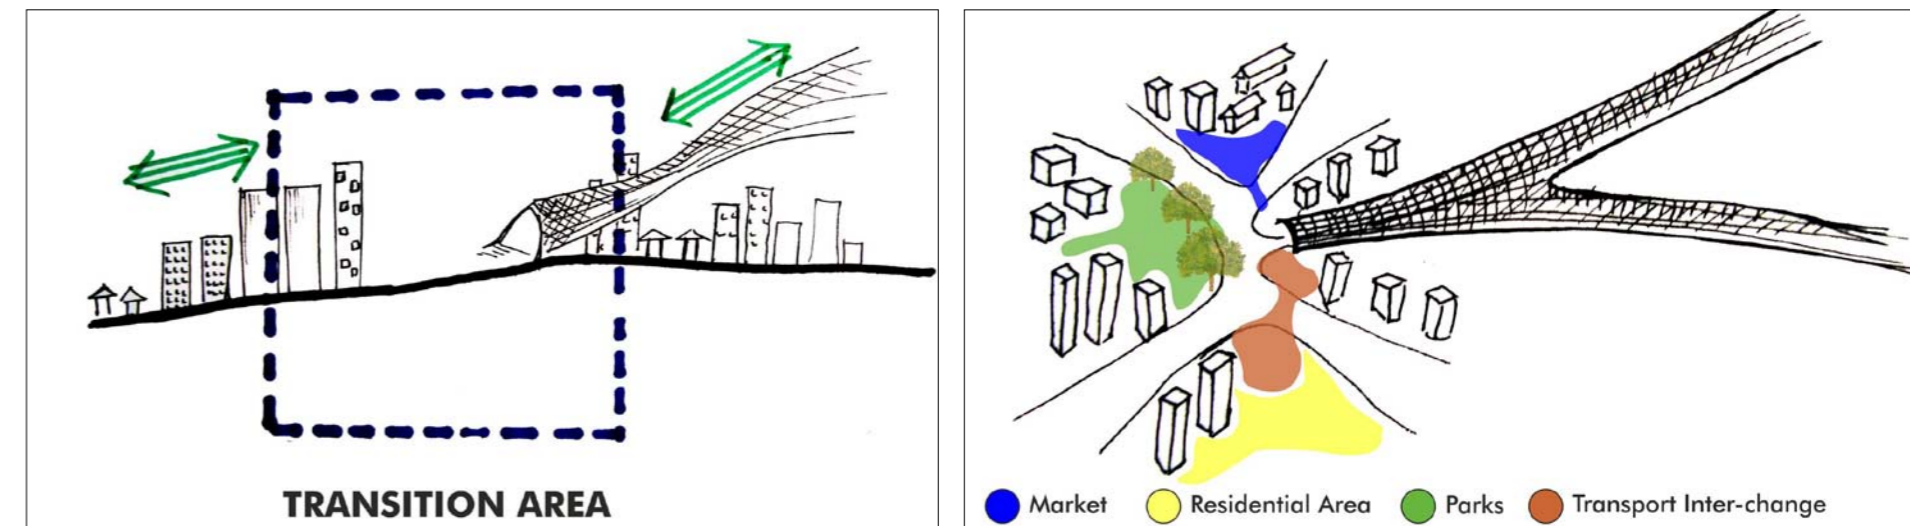 TRANSITION AREA
Market Residential Area Parks Transport Inter-change